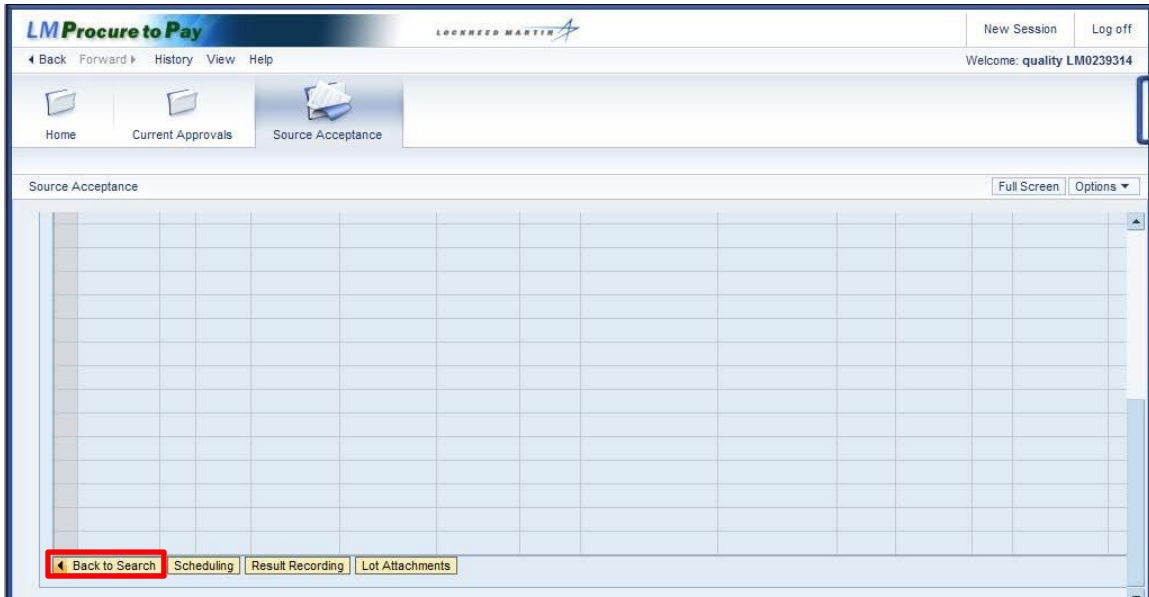 LM Procure to Pay LOCKHEED MARTIN New Session Log off
Back Forward History View Help Welcome: quality LM0239314
Home Current Approvals Source Acceptance
Source Acceptance Full Screen Options
Back to Search Scheduling Result Recording Lot Attachments